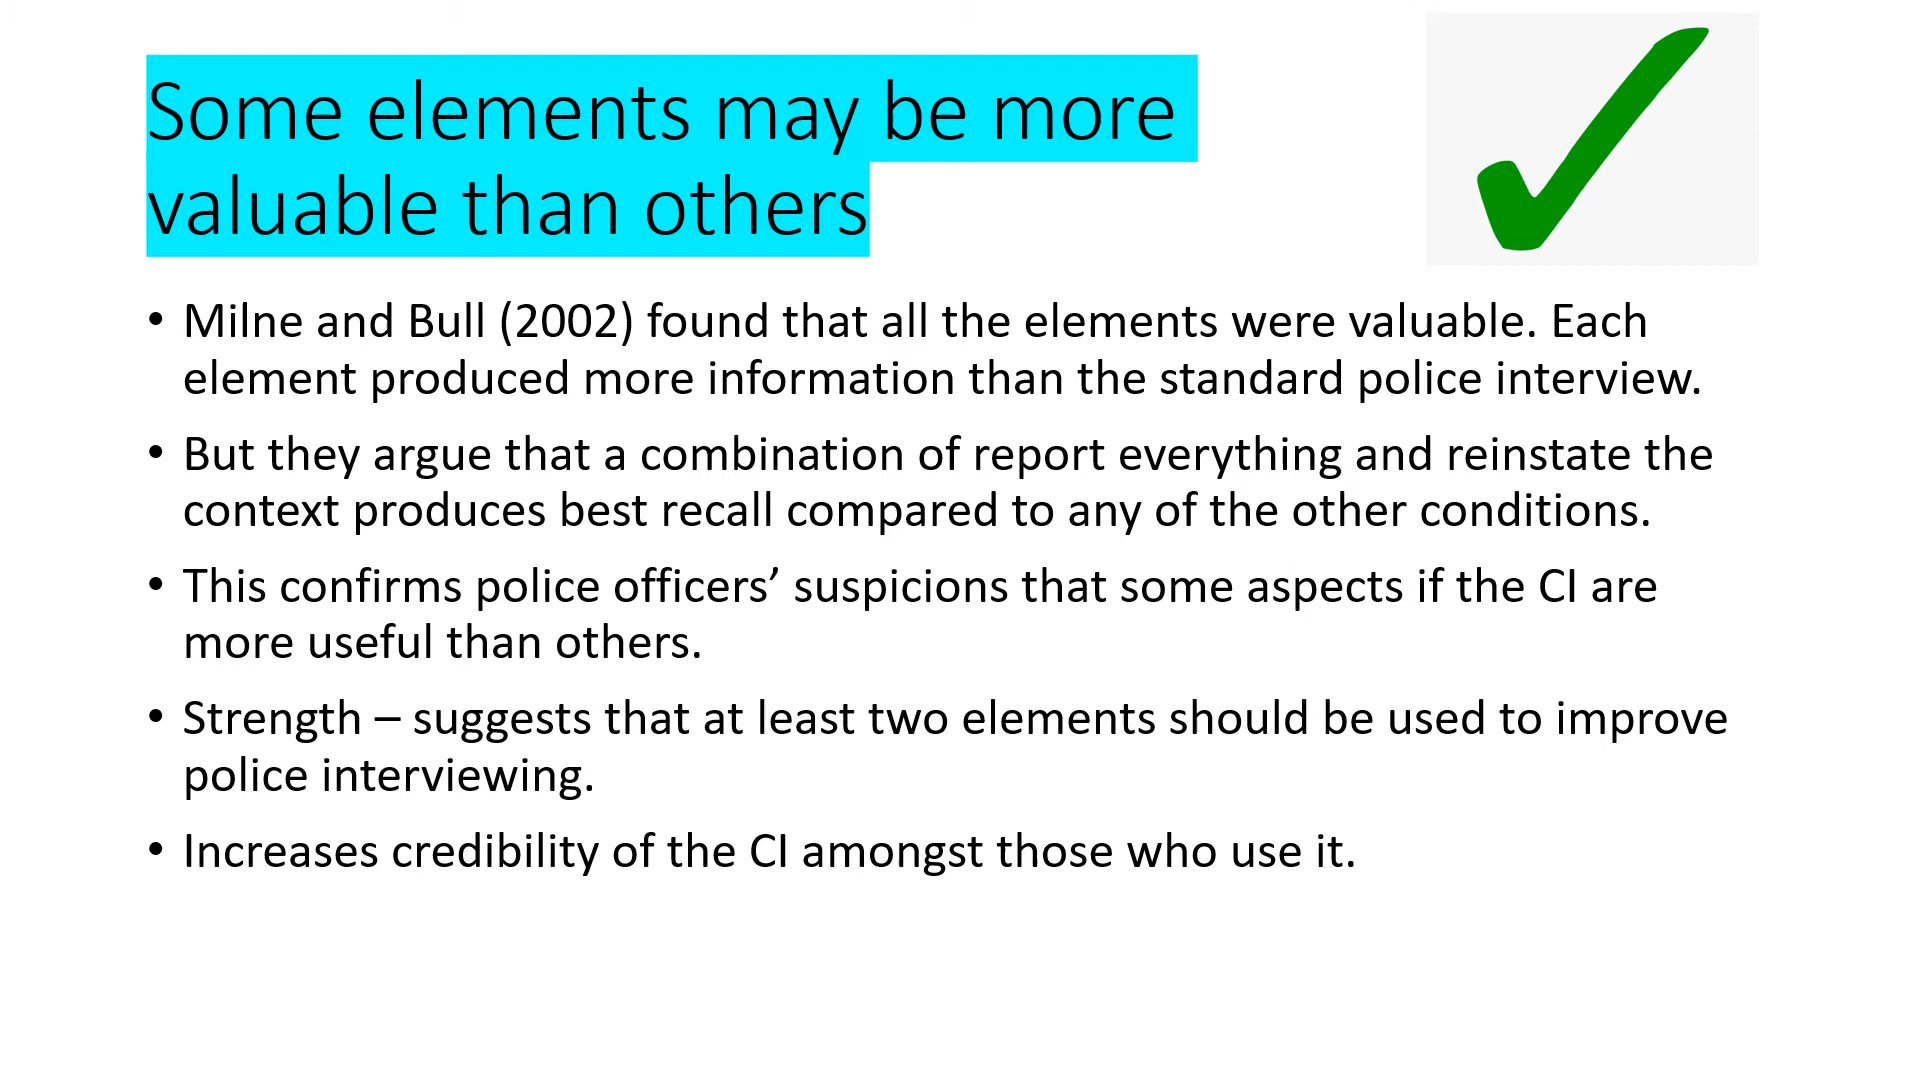 Some elements may be more
valuable than others
• Milne and Bull (2002) found that all the elements were valuable. Each
element produced more information than the standard police interview.
• But they argue that a combination of report everything and reinstate the
context produces best recall compared to any of the other conditions.
• This confirms police officers’ suspicions that some aspects if the CI are
more useful than others.
• Strength – suggests that at least two elements should be used to improve
police interviewing.
• Increases credibility of the CI amongst those who use it.